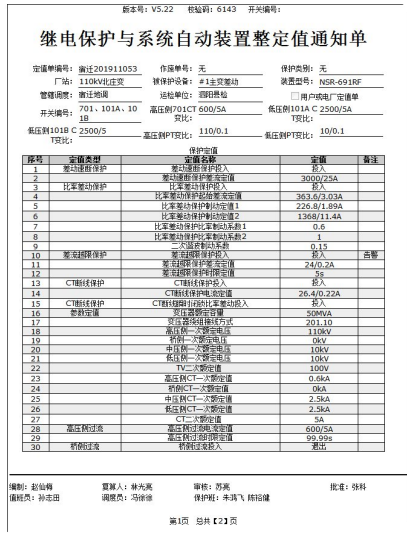 版本号：V5.22 校验码：6143 开关编号：
继电保护与系统自动装置整定值通知单
定值单编号：宿迁201911053 作废单号：无 保护类别：无
厂站：110kV北庄变 被保护设备：#1主变差动 装置型号：NSR-691RF
管辖调度：宿迁地调 运检单位：泗阳县检 用户或电厂定值单
开关编号：701、101A、101B 高压侧701CT变比：600/5A 低压侧101A CT变比：2500/5A
低压侧101B CT变比：2500/5 高压侧PT变比：110/0.1 低压侧PT变比：10/0.1
保护定值
序号 定值类型 定值名称 定值 备注
1 差动速断保护 差动速断保护投入 投入
2 差动速断保护差流定值 3000/25A
3 比率差动保护 比率差动保护投入 投入
4 比率差动保护起始差流定值 363.6/3.03A
5 比率差动保护制动定值1 226.8/1.89A
6 比率差动保护制动定值2 1368/11.4A
7 比率差动保护比率制动系数1 0.6
8 比率差动保护比率制动系数2 1
9 二次谐波制动系数 0.15
10 差流越限保护 差流越限保护投入 投入 告警
11 差流越限保护差流定值 24/0.2A
12 差流越限保护时限定值 5s
13 CT断线保护 CT断线保护投入 投入
14 CT断线保护电流定值 26.4/0.22A
15 CT断线保护 CT断线瞬时闭锁比率差动投入 投入
16 参数定值 变压器额定容量 50MVA
17 变压器绕组接线方式 201.10
18 高压侧一次额定电压 110kV
19 桥侧一次额定电压 0kV
20 中压侧一次额定电压 10kV
21 低压侧一次额定电压 10kV
22 TV二次额定值 100V
23 高压侧CT一次额定值 0.6kA
24 桥侧CT一次额定值 0kA
25 中压侧CT一次额定值 2.5kA
26 低压侧CT一次额定值 2.5kA
27 CT二次额定值 5A
28 高压侧过流 高压侧过流电流定值 600/5A
29 高压侧过流时限定值 99.99s
30 桥侧过流 桥侧过流投入 退出
编制：赵仙梅 复算人：林光亮 审核：苏亮 批准：张科
值班员：孙志田 调度员：冯徐徐 保护班：朱鸿飞 陈裕健
第1页 总共【2】页